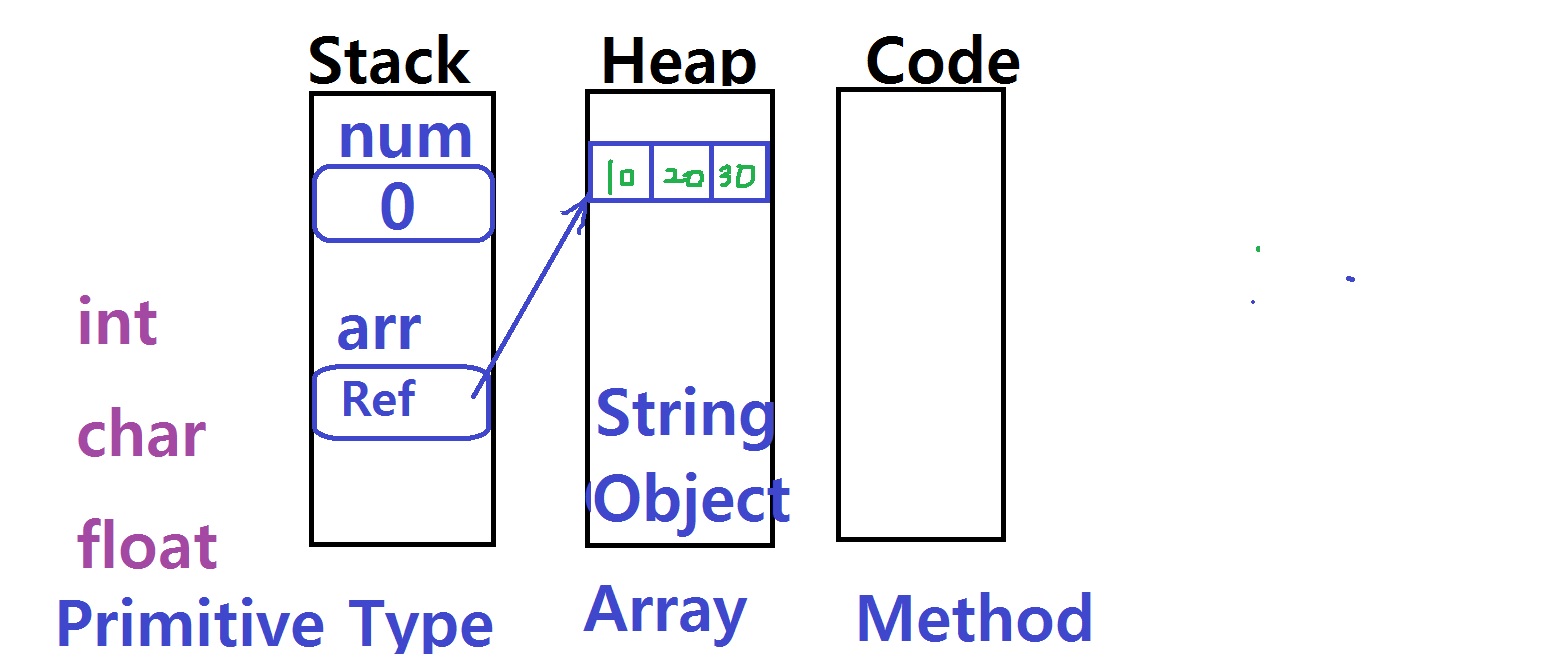 Stack Heap Code
num
0
10 20 30
int
arr
Ref
char
String
Object
float
Primitive Type
Array
Method